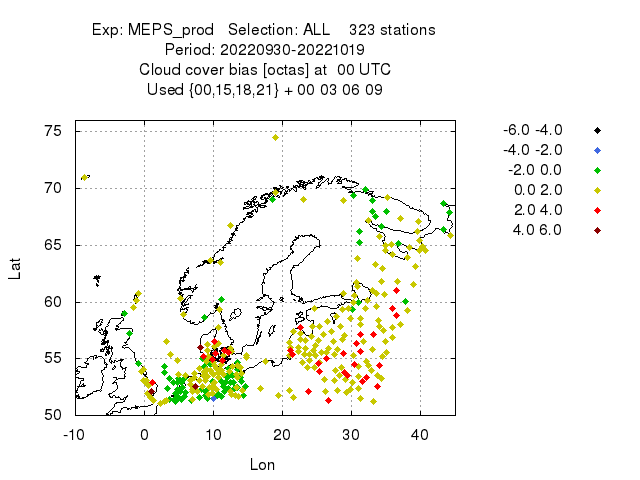 Exp: MEPS_prod   Selection: ALL    323 stations
Period: 20220930-20221019
Cloud cover bias [octas] at  00 UTC
Used {00,15,18,21} + 00 03 06 09
75
70
65
60
55
50
Lat
-10 0 10 20 30 40
Lon
-6.0 -4.0
-4.0 -2.0
-2.0 0.0
0.0 2.0
2.0 4.0
4.0 6.0